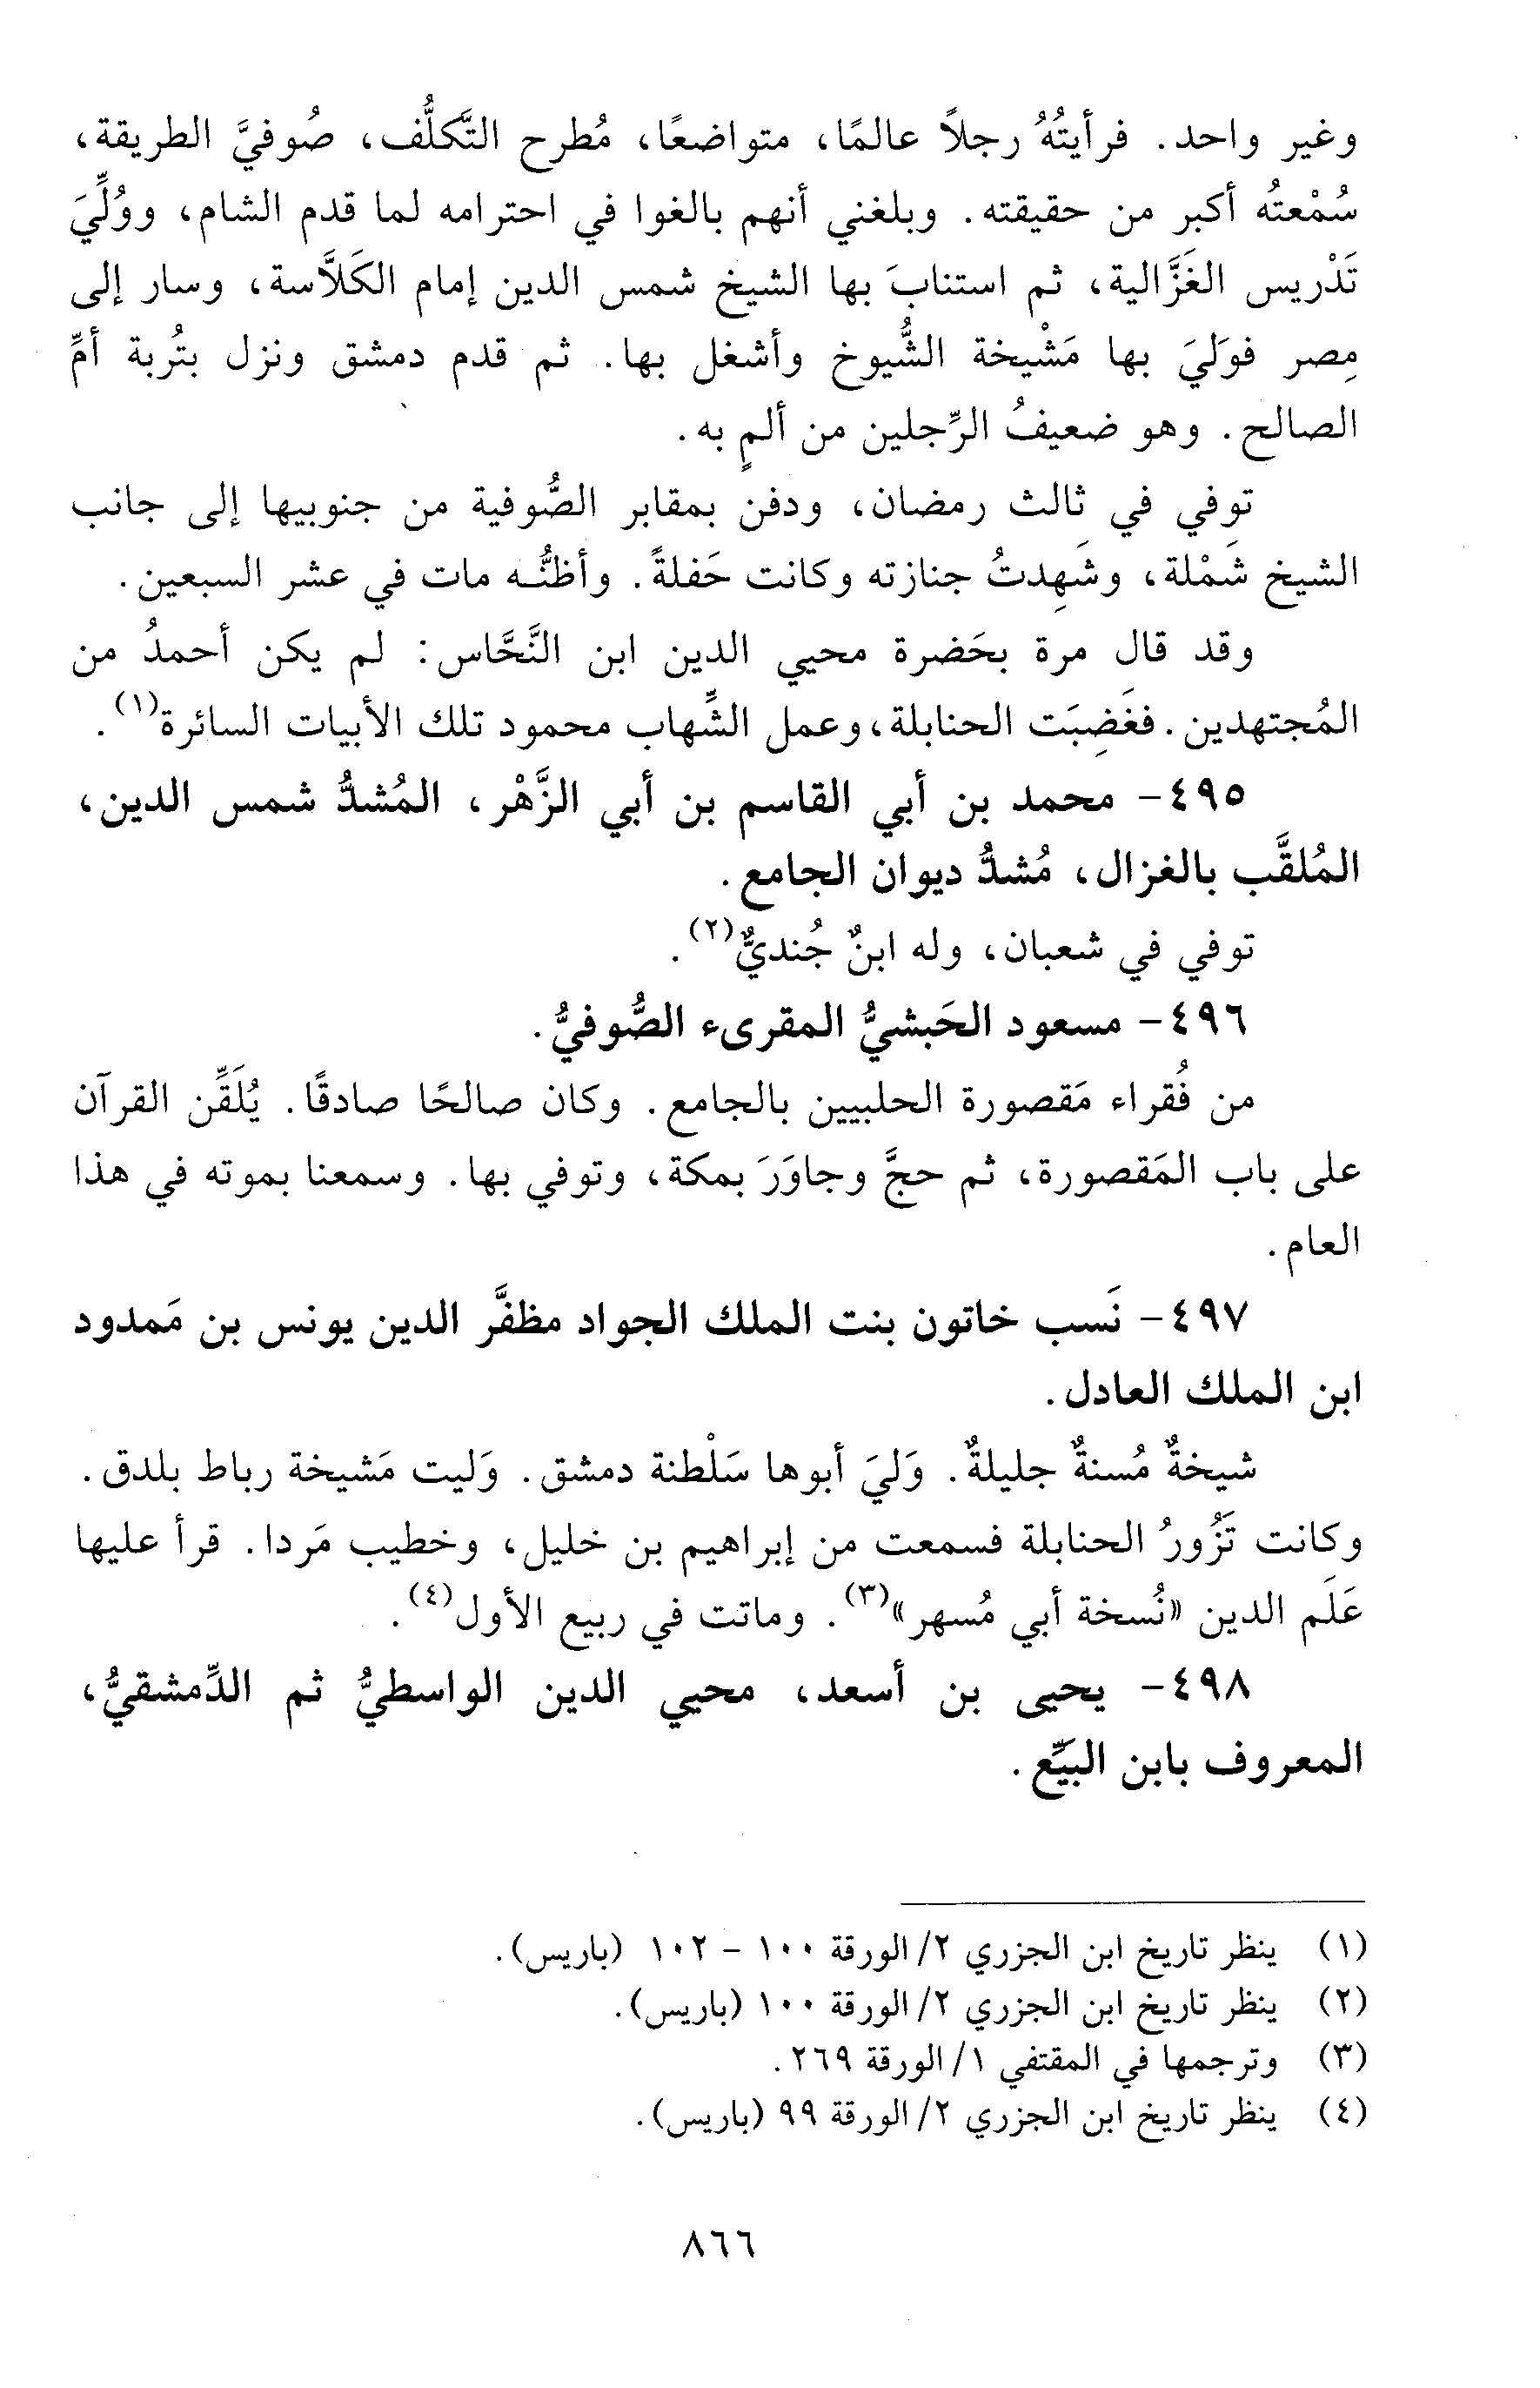 وغير واحد. فرأيتُهُ رجلاً عالمًا، متواضعًا، مُطرح التَّكلُّف، صُوفيَّ الطريقة،
سُمْعتُه أكبر من حقيقته. وبلغني أنهم بالغوا في احترامه لما قدم الشام، ووُلِّيَ
تَدْريس الغَزَّالية، ثم استنابَ بها الشيخ شمس الدين إمام الكَلاَّسة، وسار إلى
مِصر فوَليَ بها مَشْيخة الشُّيوخ وأشغل بها. ثم قدم دمشق ونزل بتُربة أمِّ
الصالح. وهو ضعيفُ الرِّجلين من ألمٍ به.
توِفي في ثالث رمضان، ودفن بمقابر الصُّوفية من جنوبيها إلى جانب
الشيخ شَمْلة، وشَهِدتُ جنازته وكانت حَفلةً. وأظنُّـه مات في عشر السبعين.
وقد قال مرة بحَضرة محيي الدين ابن النَّحَّاس: لم يكن أحمدُ من
المُجتهدين. فغَضِبَت الحنابلة، وعمل الشِّهاب محمود تلك الأبيات السائرة(١).
٤٩٥- محمد بن أبي القاسم بن أبي الزَّهْر، المُشدُّ شمس الدين،
المُلقَّب بالغزال، مُشدُّ ديوان الجامع.
توفي في شعبان، وله ابنٌ جُنديٌّ(٢).
٤٩٦- مسعود الحَبشيُّ المقرىء الصُّوفيُّ.
من فُقراء مَقصورة الحلبيين بالجامع. وكان صالحًا صادقًا. يُلَقِّن القرآن
على باب المَقصورة، ثم حجَّ وجاوَرَ بمكة، وتوفي بها. وسمعنا بموته في هذا
العام.
٤٩٧- نَسب خاتون بنت الملك الجواد مظفَّر الدين يونس بن مَمدود
ابن الملك العادل.
شيخةٌ مُسنةٌ جليلةٌ. وَليَ أبوها سَلْطنة دمشق. وَليت مَشيخة رباط بلدق.
وكانت تَزُورُ الحنابلة فسمعت من إبراهيم بن خليل، وخطيب مَردا. قرأ عليها
عَلَم الدين «نُسخة أبي مُسهر»(٣). وماتت في ربيع الأول(٤).
٤٩٨- يحيى بن أسعد، محيي الدين الواسطيُّ ثم الدِّمشقيُّ،
المعروف بابن البَيِّع.
(١) ينظر تاريخ ابن الجزري ٢/ الورقة ١٠٠ - ١٠٢ (باريس).
(٢) ينظر تاريخ ابن الجزري ٢/ الورقة ١٠٠ (باريس).
(٣) وترجمها في المقتفي ١/ الورقة ٢٦٩.
(٤) ينظر تاريخ ابن الجزري ٢/ الورقة ٩٩ (باريس).
٨٦٦